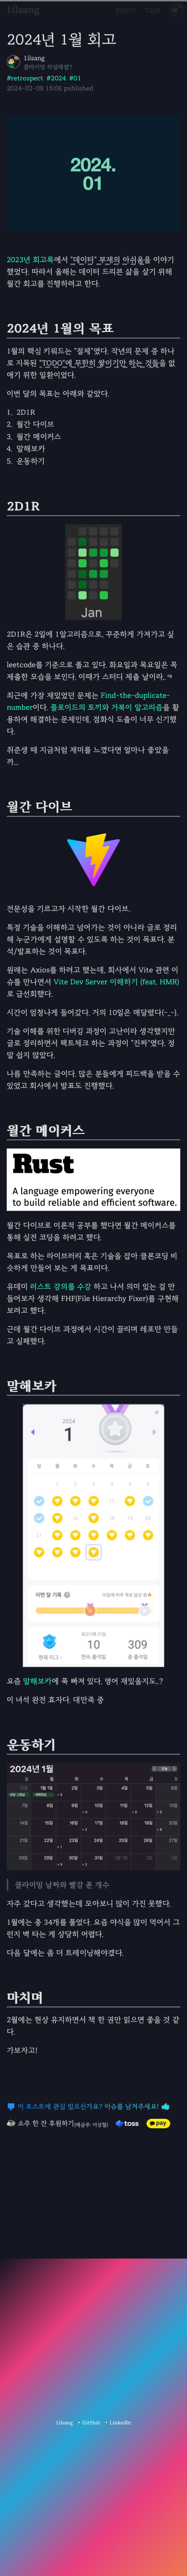 1ilsang
posts tags
2024년 1월 회고
1ilsang
클라이밍 하실래염?
#retrospect #2024 #01
2024-02-09 15:06 published
2024.
01
2023년 회고록에서 "데이터" 부재의 아쉬움을 이야기
했었다. 따라서 올해는 데이터 드리븐 삶을 살기 위해
월간 회고를 진행하려고 한다.
2024년 1월의 목표
1월의 핵심 키워드는 "절제"였다. 작년의 문제 중 하나
로 지목된 "TODO"에 무한히 쌓이기만 하는 것들을 없
애기 위한 일환이었다.
이번 달의 목표는 아래와 같았다.
1. 2D1R
2. 월간 다이브
3. 월간 메이커스
4. 말해보카
5. 운동하기
2D1R
Jan
2D1R은 2일에 1알고리즘으로, 꾸준하게 가져가고 싶
은 습관 중 하나다.
leetcode를 기준으로 풀고 있다. 화요일과 목요일은 꼭
제출한 모습을 보인다. 이때가 스터디 제출 날이라..ㅋ
최근에 가장 재밌었던 문제는 Find-the-duplicate-
number이다. 플로이드의 토끼와 거북이 알고리즘을 활
용하여 해결하는 문제인데, 점화식 도출이 너무 신기했
다.
취준생 때 지금처럼 재미를 느꼈다면 얼마나 좋았을
까...
월간 다이브
전문성을 기르고자 시작한 월간 다이브.
특정 기술을 이해하고 넘어가는 것이 아니라 글로 정리
해 누군가에게 설명할 수 있도록 하는 것이 목표다. 분
석/발표하는 것이 목표다.
원래는 Axios를 하려고 했는데, 회사에서 Vite 관련 이
슈를 만나면서 Vite Dev Server 이해하기 (feat. HMR)
로 급선회했다.
시간이 엄청나게 들어갔다. 거의 10일은 매달렸다(-_-).
기술 이해를 위한 디버깅 과정이 고난이라 생각했지만
글로 정리하면서 팩트체크 하는 과정이 "진짜"였다. 정
말 쉽지 않았다.
나름 만족하는 글이다. 많은 분들에게 피드백을 받을 수
있었고 회사에서 발표도 진행했다.
월간 메이커스
Rust
A language empowering everyone
to build reliable and efficient software.
월간 다이브로 이론적 공부를 했다면 월간 메이커스를
통해 실전 코딩을 하려고 했다.
목표로 하는 라이브러리 혹은 기술을 잡아 클론코딩 비
슷하게 만들어 보는 게 목표이다.
유데미 러스트 강의를 수강 하고 나서 의미 있는 걸 만
들어보자 생각해 FHF(File Hierarchy Fixer)를 구현해
보려고 했다.
근데 월간 다이브 과정에서 시간이 끌리며 레포만 만들
고 실패했다.
말해보카
2024
1
일 월 화 수 목 금 토
이번 달 기록
현재 리그
10
연속 출석
309
총 출석
요즘 말해보카에 푹 빠져 있다. 영어 재밌을지도..?
이 녀석 완전 효자다. 대만족 중
운동하기
2024년 1월
오늘
일 월 화 수 목 금 토
클라이밍 날짜와 빨강 푼 개수
자주 갔다고 생각했는데 모아보니 많이 가진 못했다.
1월에는 총 34개를 풀었다. 요즘 야식을 많이 먹어서 그
런지 벽 타는 게 상당히 어렵다.
다음 달에는 좀 더 트레이닝해야겠다.
마치며
2월에는 현상 유지하면서 책 한 권만 읽으면 좋을 것 같
다.
가보자고!
이 포스트에 관심 있으신가요? 이슈를 남겨주세요!
소주 한 잔 후원하기(예금주: 이상철) toss pay
1ilsang • GitHub • LinkedIn